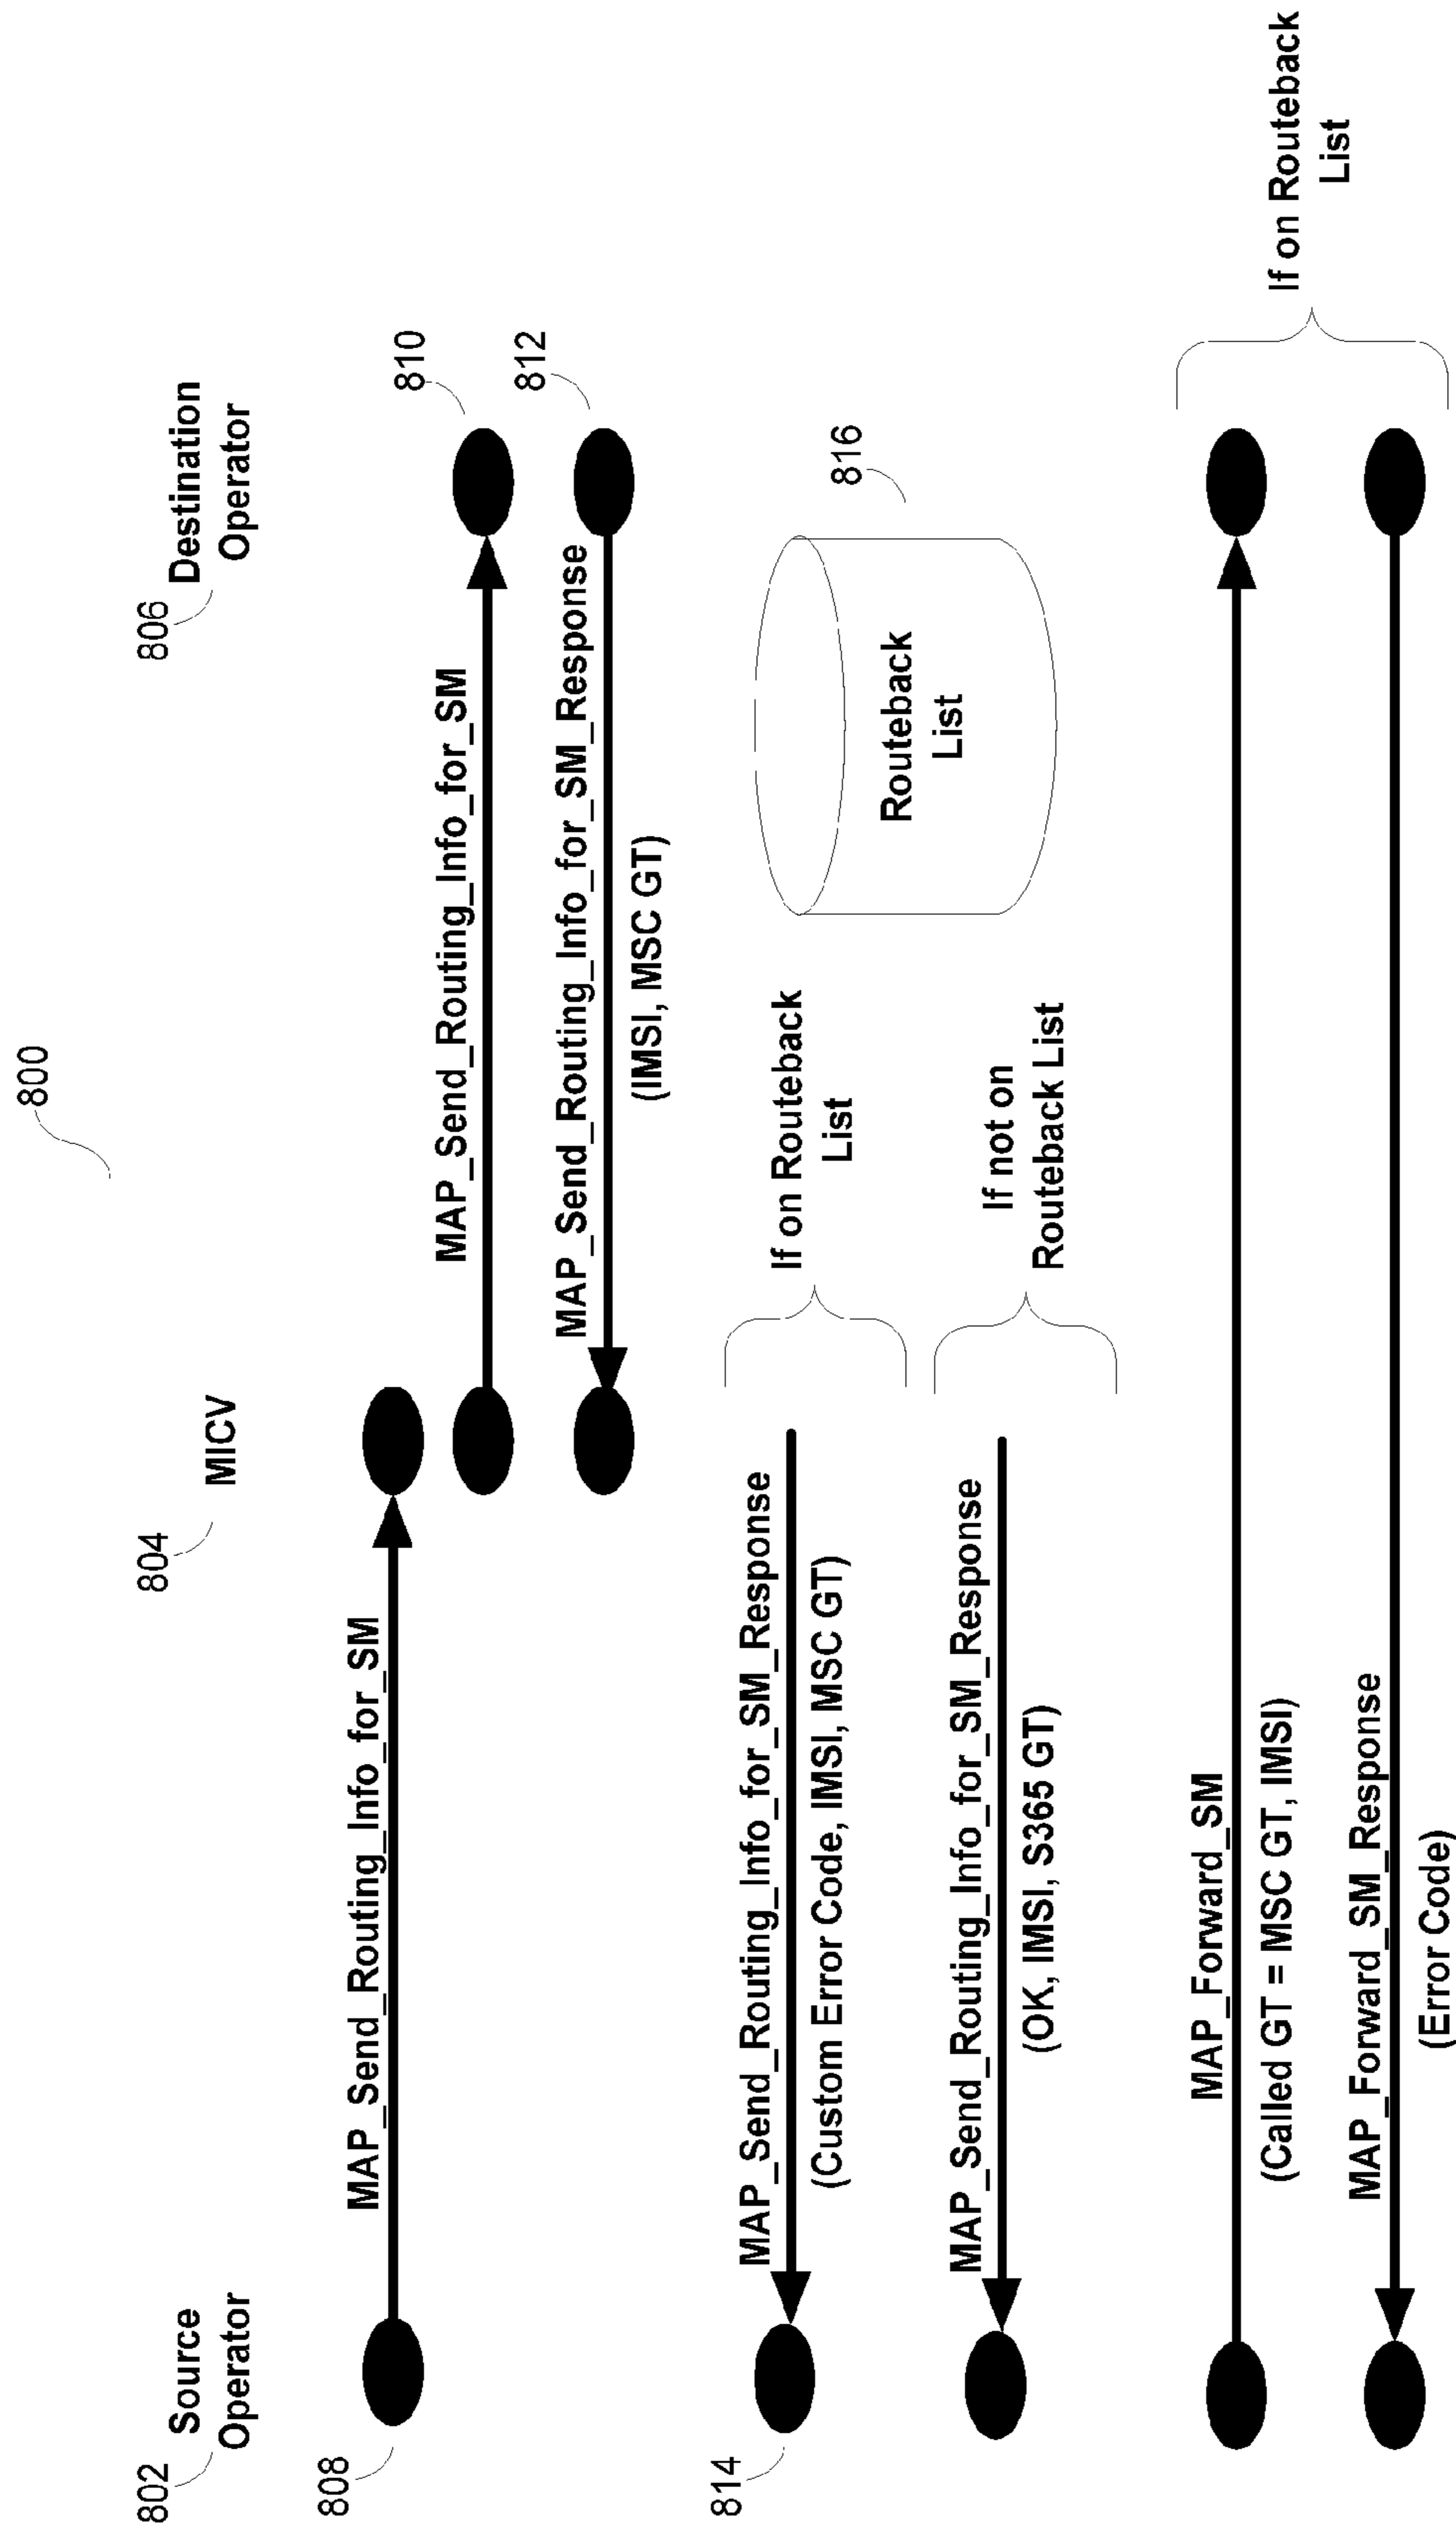 800
802
Source
Operator
804
MICV
806
Destination
Operator
808
MAP_Send_Routing_Info_for_SM
MAP_Send_Routing_Info_for_SM
810
MAP_Send_Routing_Info_for_SM_Response
(IMSI, MSC GT)
812
814
MAP_Send_Routing_Info_for_SM_Response
(Custom Error Code, IMSI, MSC GT)
If on Routeback
List
Routeback
List
816
MAP_Send_Routing_Info_for_SM_Response
(OK, IMSI, S365 GT)
If not on
Routeback List
MAP_Forward_SM
(Called GT = MSC GT, IMSI)
MAP_Forward_SM_Response
(Error Code)
If on Routeback
List